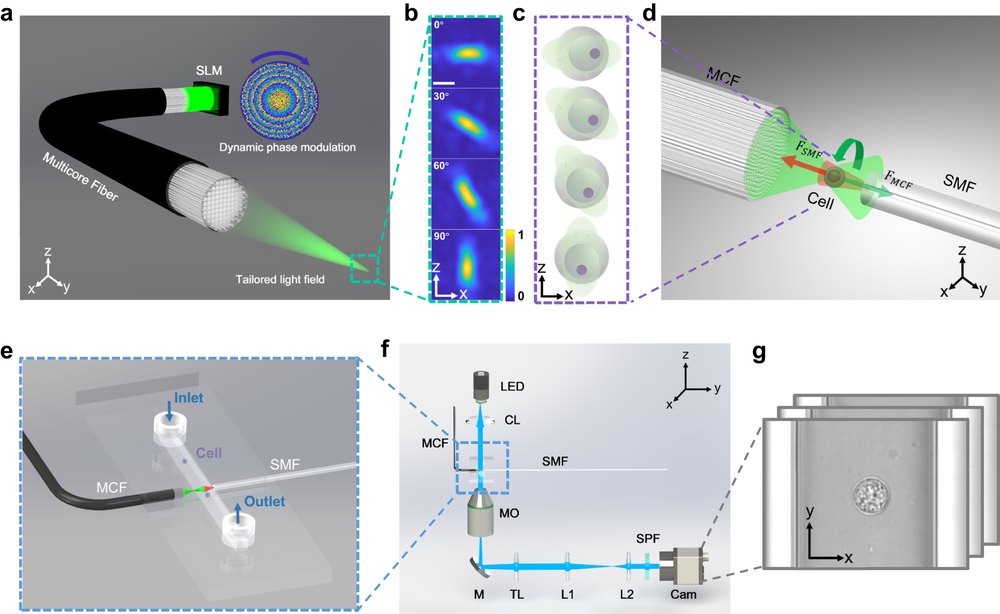 a
SLM
Dynamic phase modulation
Multicore Fiber
Tailored light field
z
x
y
b
0°
30°
60°
90°
z
x
1
0
c
z
x
d
MCF
F_SMF
F_MCF
SMF
Cell
z
x
y
e
Inlet
Cell
SMF
MCF
Outlet
f
LED
CL
MCF
SMF
MO
SPF
M
TL
L1
L2
Cam
z
y
x
g
y
x